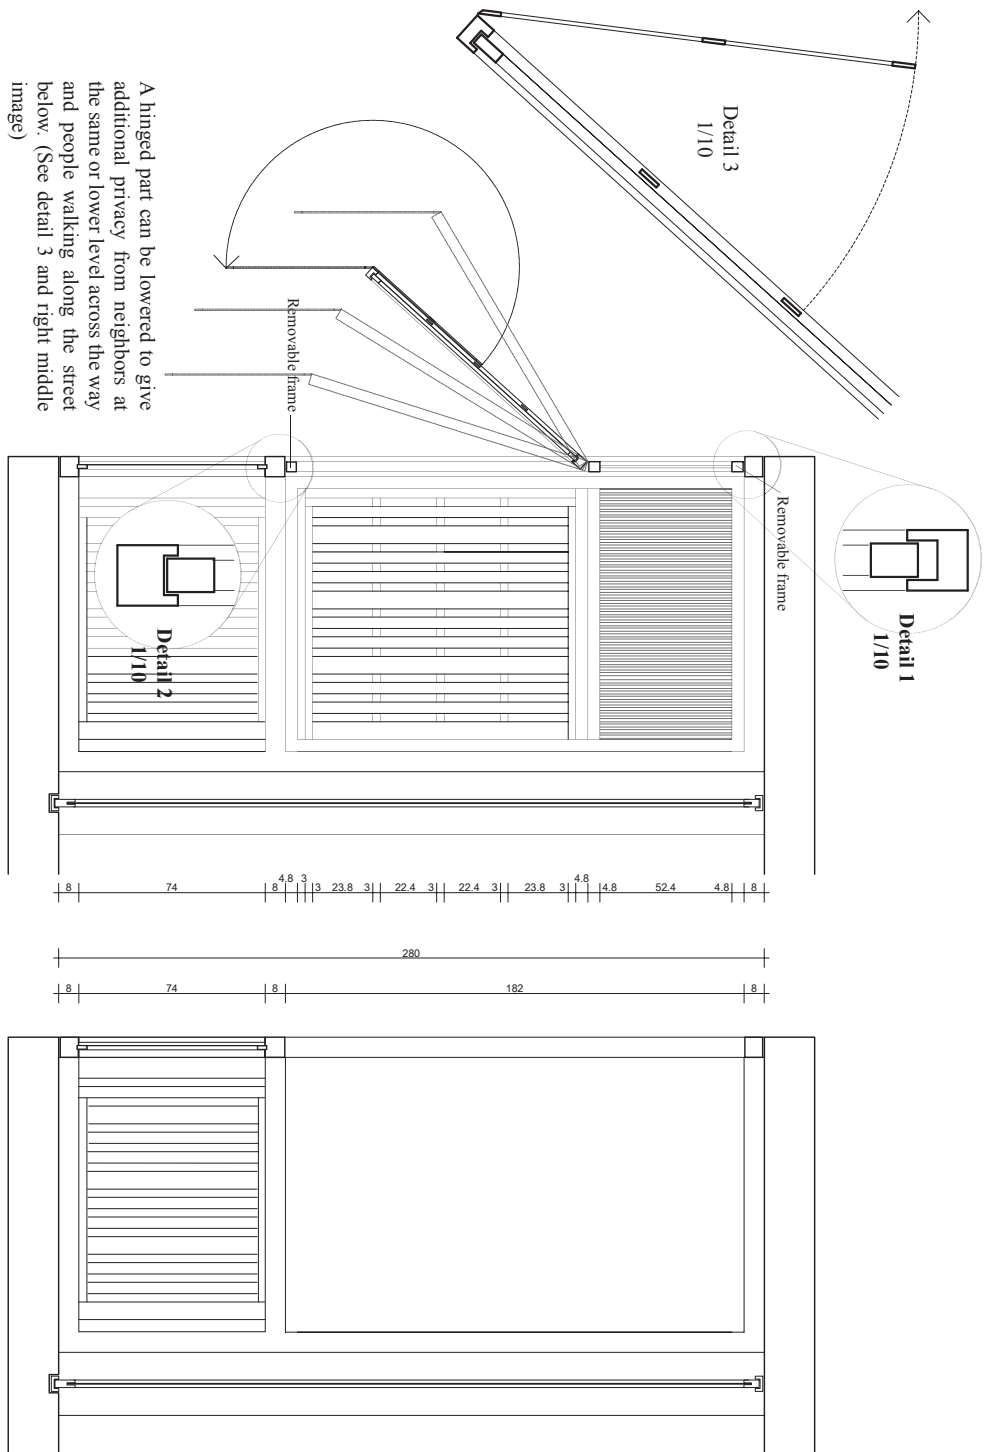 Detail 3
1/10
A hinged part can be lowered to give
additional privacy from neighbors at
the same or lower level across the way
and people walking along the street
below. (See detail 3 and right middle
image)
Removable frame
Removable frame
Detail 1
1/10
Detail 2
1/10
8 74 8 4.8 3 3 23.8 3 22.4 3 22.4 3 23.8 3 4.8 4.8 52.4 4.8 8
280
8 74 8 182 8